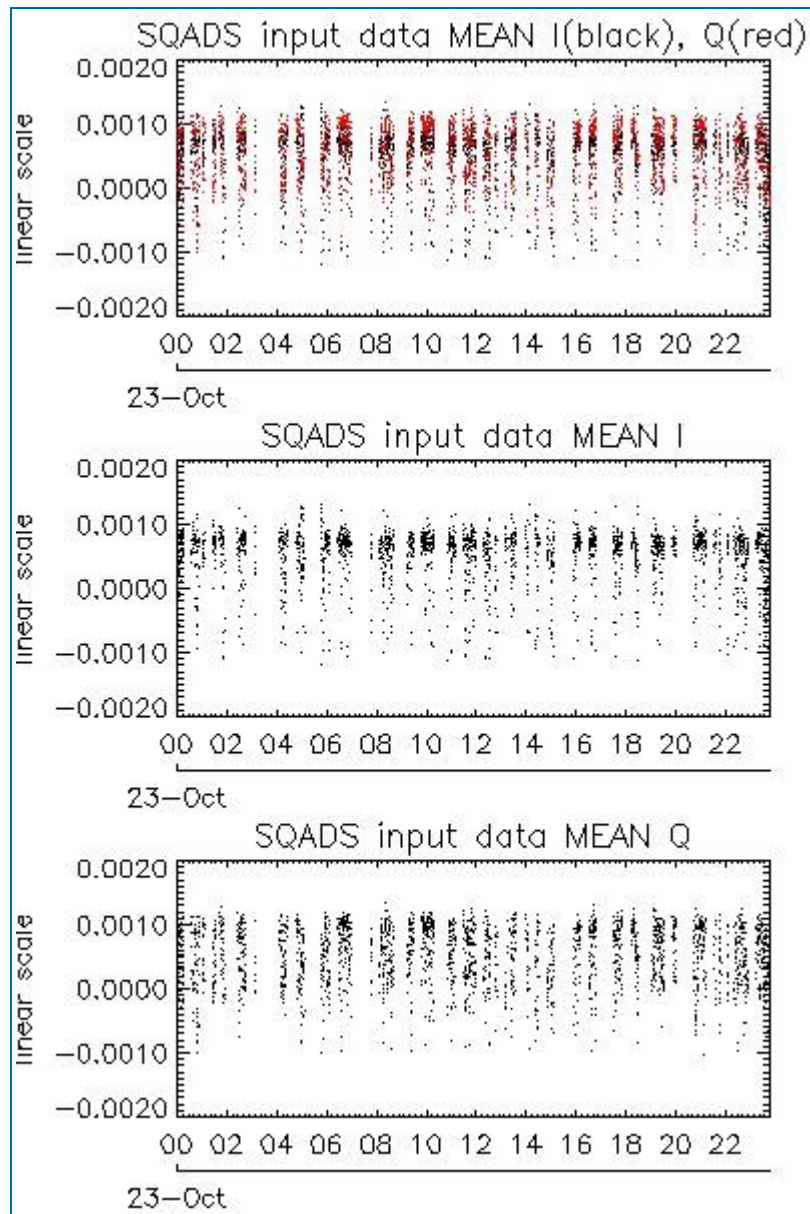 SQADS input data MEAN I(black), Q(red)
0.0020
0.0010
0.0000
−0.0010
−0.0020
linear scale
00 02 04 06 08 10 12 14 16 18 20 22
23−Oct
SQADS input data MEAN I
0.0020
0.0010
0.0000
−0.0010
−0.0020
linear scale
00 02 04 06 08 10 12 14 16 18 20 22
23−Oct
SQADS input data MEAN Q
0.0020
0.0010
0.0000
−0.0010
−0.0020
linear scale
00 02 04 06 08 10 12 14 16 18 20 22
23−Oct